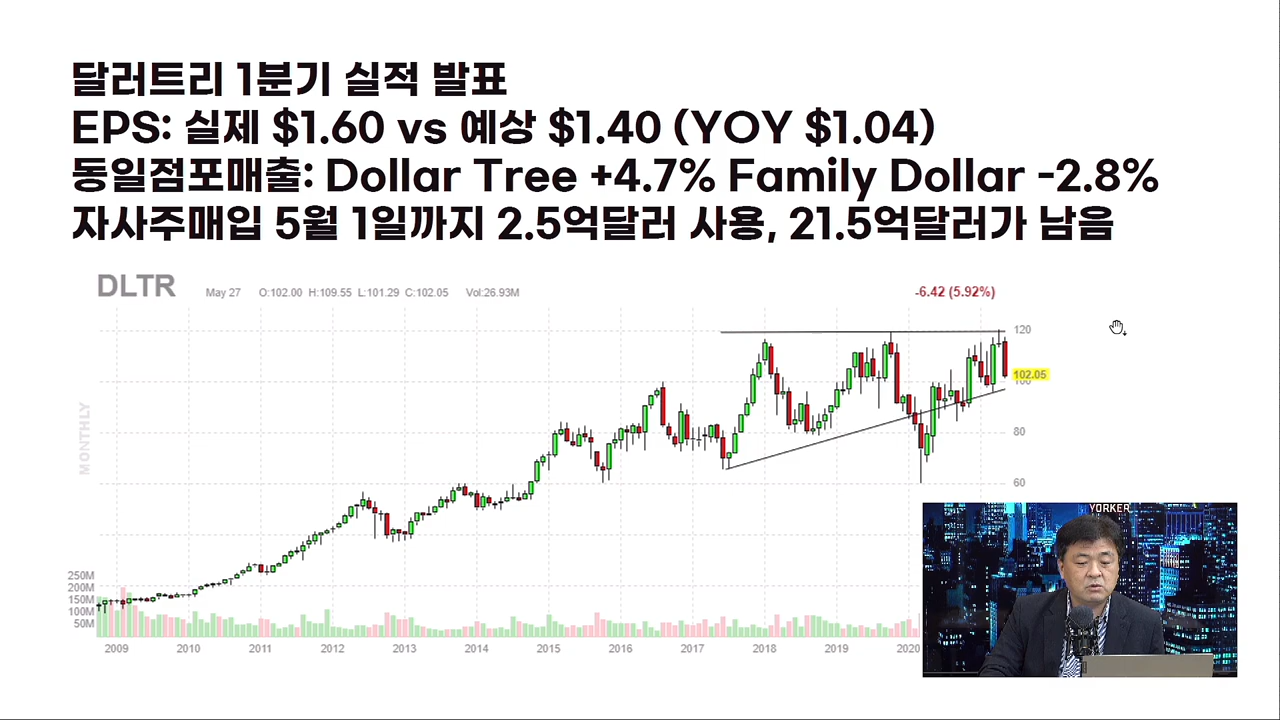 달러트리 1분기 실적 발표
EPS: 실제 $1.60 vs 예상 $1.40 (YOY $1.04)
동일점포매출: Dollar Tree +4.7% Family Dollar -2.8%
자사주매입 5월 1일까지 2.5억달러 사용, 21.5억달러가 남음
DLTR May 27 O:102.00 H:109.55 L:101.29 C:102.05 Vol:26.93M -6.42 (5.92%)
120
102.05
100
80
60
MONTHLY
250M
200M
150M
100M
50M
2009 2010 2011 2012 2013 2014 2015 2016 2017 2018 2019 2020
YORKER